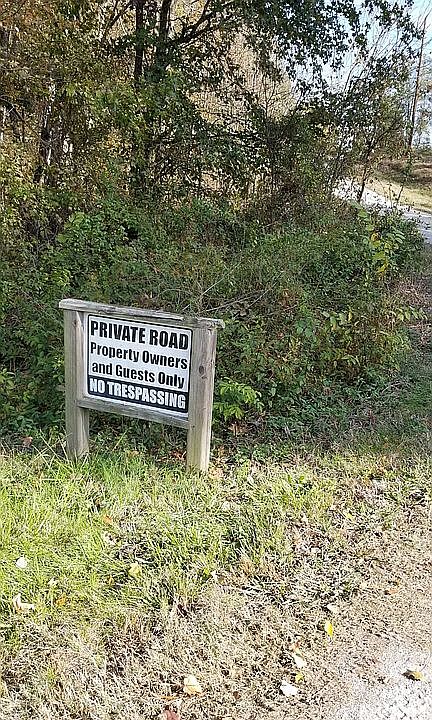 PRIVATE ROAD
Property Owners
and Guests Only
NO TRESPASSING